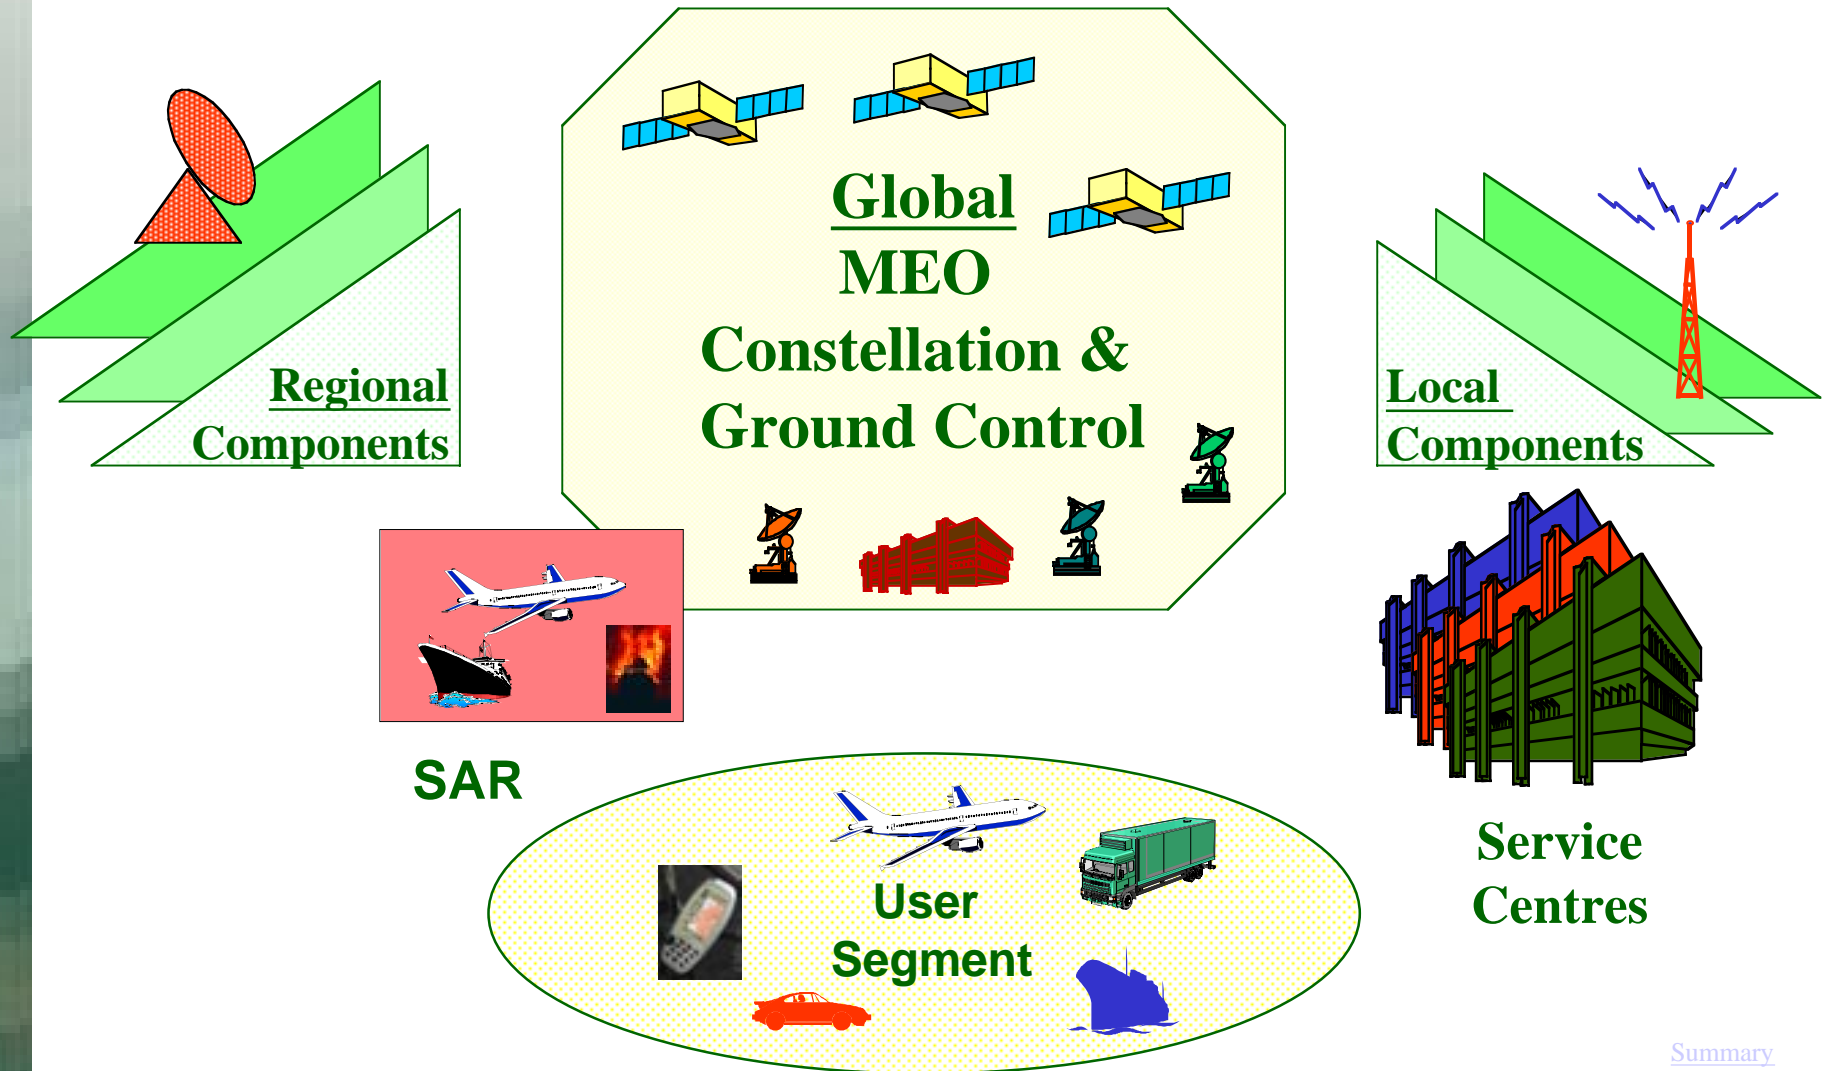 Global
MEO
Constellation &
Ground Control
Regional
Components
Local
Components
SAR
User
Segment
Service
Centres
Summary